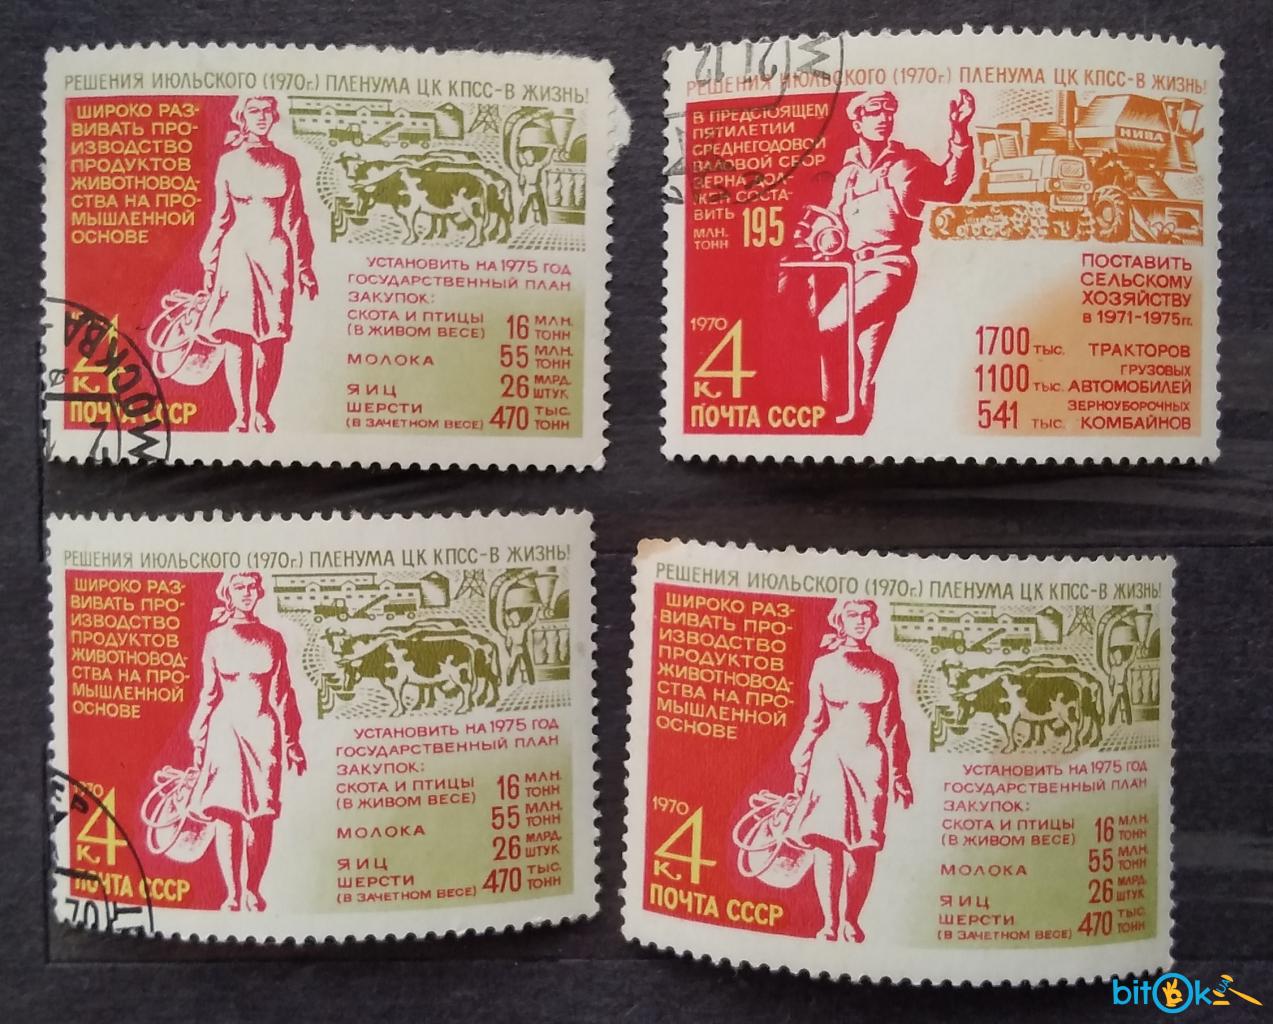 РЕШЕНИЯ ИЮЛЬСКОГО (1970г.) ПЛЕНУМА ЦК КПСС-В ЖИЗНЬ!
ШИРОКО РАЗ-
ВИВАТЬ ПРО-
ИЗВОДСТВО
ПРОДУКТОВ
ЖИВОТНОВОД-
СТВА НА ПРО-
МЫШЛЕННОЙ
ОСНОВЕ
УСТАНОВИТЬ НА 1975 ГОД
ГОСУДАРСТВЕННЫЙ ПЛАН
ЗАКУПОК:
СКОТА И ПТИЦЫ
(В ЖИВОМ ВЕСЕ) 16 МЛН. ТОНН
МОЛОКА 55 МЛН. ТОНН
ЯИЦ 26 МЛРД. ШТУК
ШЕРСТИ
(В ЗАЧЕТНОМ ВЕСЕ) 470 ТЫС. ТОНН
4
К.
ПОЧТА СССР
МОСКВА
РЕШЕНИЯ ИЮЛЬСКОГО (1970г.) ПЛЕНУМА ЦК КПСС-В ЖИЗНЬ!
В ПРЕДСТОЯЩЕМ
ПЯТИЛЕТИИ
СРЕДНЕГОДОВОЙ
ВАЛОВОЙ СБОР
ЗЕРНА ДОЛ-
ЖЕН СОСТА-
ВИТЬ 195
МЛН.
ТОНН
НИВА
ПОСТАВИТЬ
СЕЛЬСКОМУ
ХОЗЯЙСТВУ
в 1971-1975гг.
1700 ТЫС. ТРАКТОРОВ
1100 ТЫС. ГРУЗОВЫХ АВТОМОБИЛЕЙ
541 ТЫС. ЗЕРНОУБОРОЧНЫХ КОМБАЙНОВ
1970
4
К.
ПОЧТА СССР
21 12
РЕШЕНИЯ ИЮЛЬСКОГО (1970г.) ПЛЕНУМА ЦК КПСС-В ЖИЗНЬ!
ШИРОКО РАЗ-
ВИВАТЬ ПРО-
ИЗВОДСТВО
ПРОДУКТОВ
ЖИВОТНОВОД-
СТВА НА ПРО-
МЫШЛЕННОЙ
ОСНОВЕ
УСТАНОВИТЬ НА 1975 ГОД
ГОСУДАРСТВЕННЫЙ ПЛАН
ЗАКУПОК:
СКОТА И ПТИЦЫ
(В ЖИВОМ ВЕСЕ) 16 МЛН. ТОНН
МОЛОКА 55 МЛН. ТОНН
ЯИЦ 26 МЛРД. ШТУК
ШЕРСТИ
(В ЗАЧЕТНОМ ВЕСЕ) 470 ТЫС. ТОНН
1970
4
К.
ПОЧТА СССР
РЕШЕНИЯ ИЮЛЬСКОГО (1970г.) ПЛЕНУМА ЦК КПСС-В ЖИЗНЬ!
ШИРОКО РАЗ-
ВИВАТЬ ПРО-
ИЗВОДСТВО
ПРОДУКТОВ
ЖИВОТНОВОД-
СТВА НА ПРО-
МЫШЛЕННОЙ
ОСНОВЕ
УСТАНОВИТЬ НА 1975 ГОД
ГОСУДАРСТВЕННЫЙ ПЛАН
ЗАКУПОК:
СКОТА И ПТИЦЫ
(В ЖИВОМ ВЕСЕ) 16 МЛН. ТОНН
МОЛОКА 55 МЛН. ТОНН
ЯИЦ 26 МЛРД. ШТУК
ШЕРСТИ
(В ЗАЧЕТНОМ ВЕСЕ) 470 ТЫС. ТОНН
1970
4
К.
ПОЧТА СССР
bitOk UA